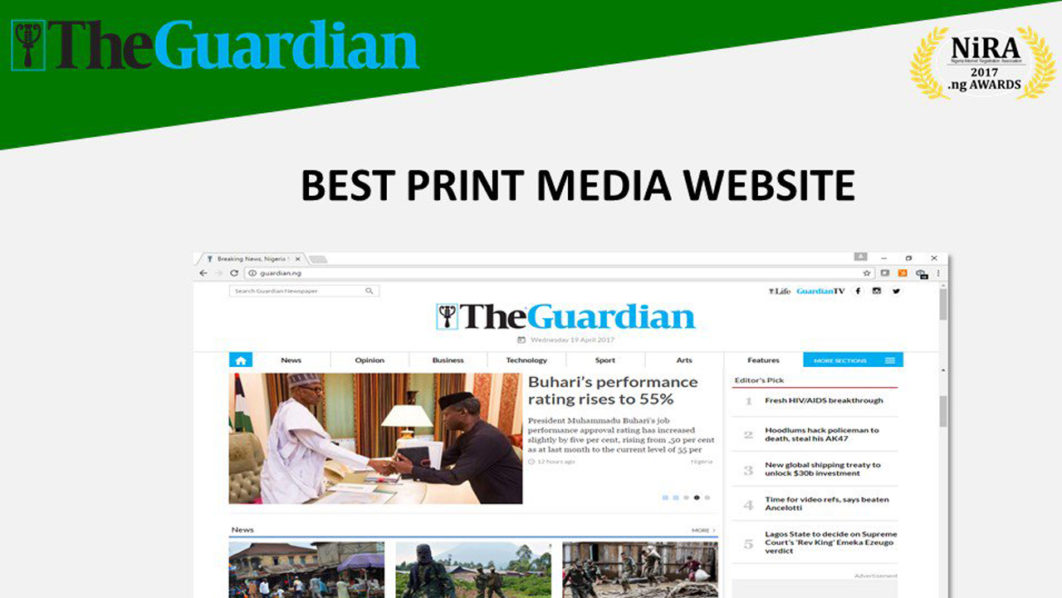 TheGuardian
NiRA
Nigeria Internet Registration Association
2017
.ng AWARDS
BEST PRINT MEDIA WEBSITE
Breaking News, Nigeria
guardian.ng
Search Guardian Newspaper
Life GuardianTV
TheGuardian
Wednesday 19 April 2017
News Opinion Business Technology Sport Arts Features MORE SECTIONS
Buhari's performance
rating rises to 55%
President Muhammadu Buhari's job
performance approval rating has increased
slightly by five per cent, rising from ,50 per cent
as at last month to the current level of 55 per
12 hours ago Nigeria
Editor's Pick
1 Fresh HIV/AIDS breakthrough
2 Hoodlums hack policeman to
death, steal his AK47
3 New global shipping treaty to
unlock $30b investment
4 Time for video refs, says beaten
Ancelotti
5 Lagos State to decide on Supreme
Court's 'Rev King' Emeka Ezeugo
verdict
Advertisement
News MORE